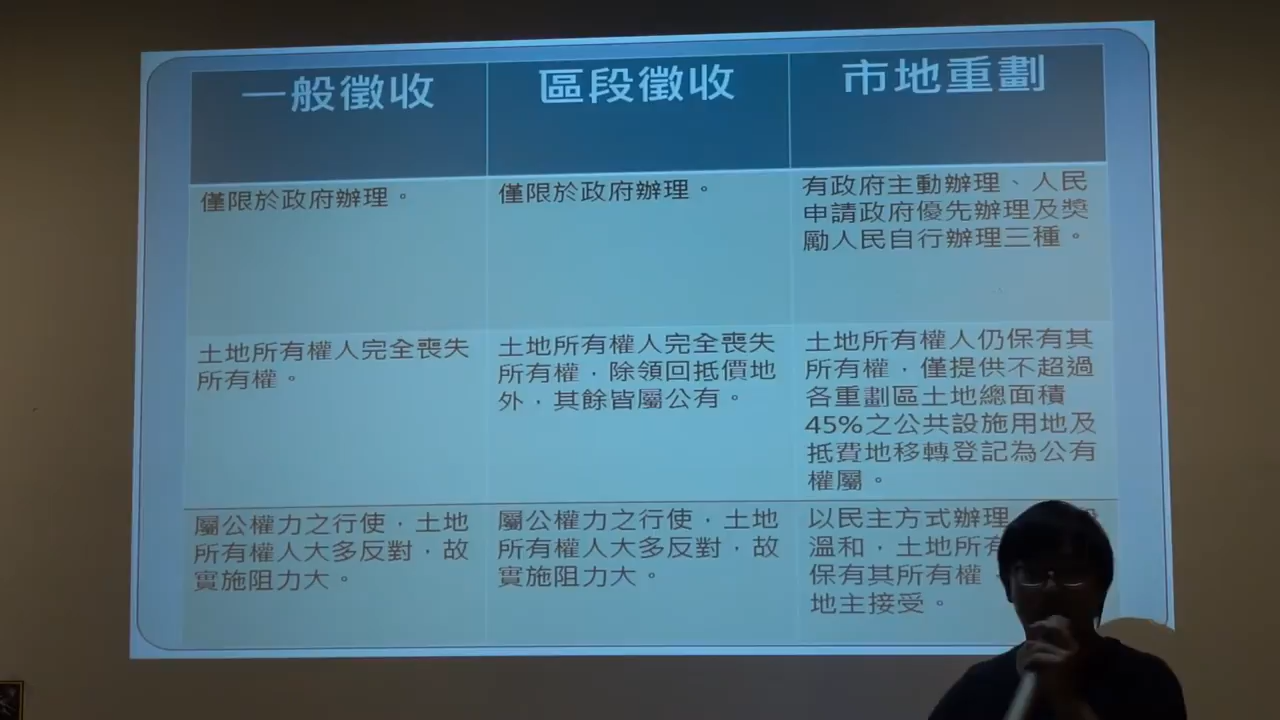 一般徵收
區段徵收
市地重劃
僅限於政府辦理。
僅限於政府辦理。
有政府主動辦理、人民
申請政府優先辦理及獎
勵人民自行辦理三種。
土地所有權人完全喪失
所有權。
土地所有權人完全喪失
所有權，除領回抵價地
外，其餘皆屬公有。
土地所有權人仍保有其
所有權，僅提供不超過
各重劃區土地總面積
45%之公共設施用地及
抵費地移轉登記為公有
權屬。
屬公權力之行使，土地
所有權人大多反對，故
實施阻力大。
屬公權力之行使，土地
所有權人大多反對，故
實施阻力大。
以民主方式辦理
溫和，土地所有
保有其所有權
地主接受。